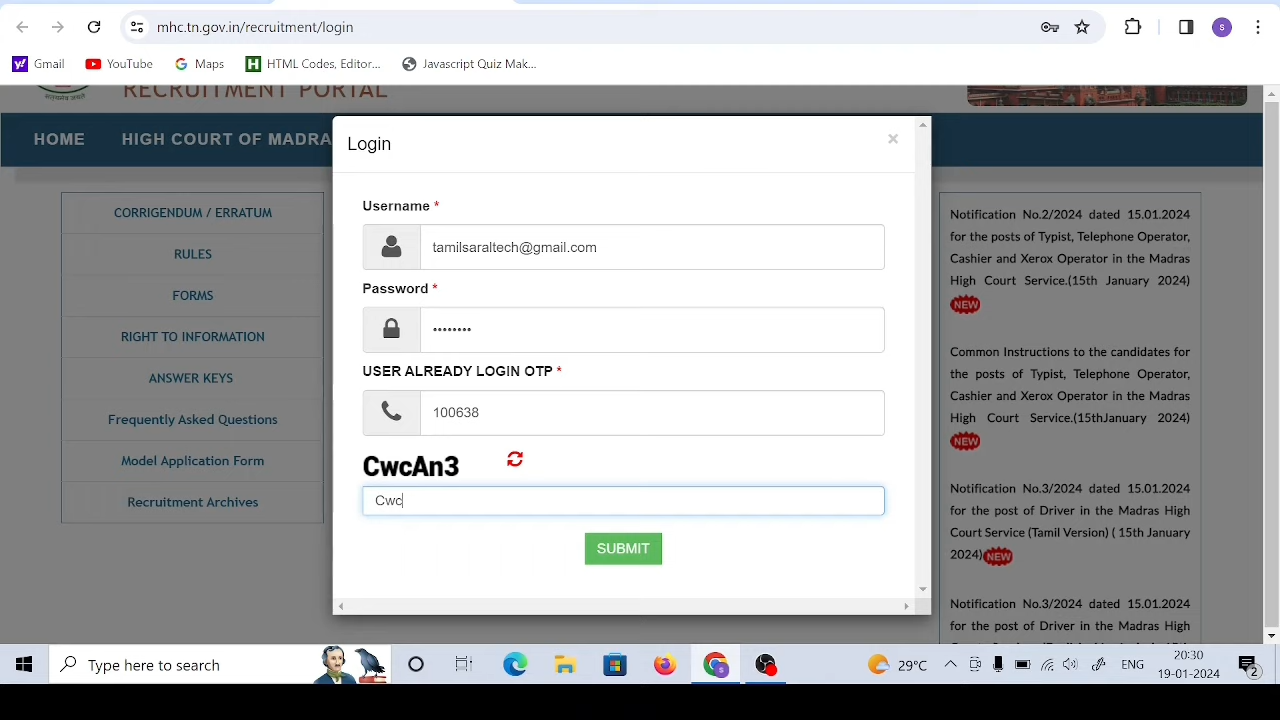 mhc.tn.gov.in/recruitment/login
S
Gmail
YouTube
Maps
HTML Codes, Editor...
Javascript Quiz Mak...
RECRUITMENT PORTAL
HOME
HIGH COURT OF MADRA
CORRIGENDUM / ERRATUM
RULES
FORMS
RIGHT TO INFORMATION
ANSWER KEYS
Frequently Asked Questions
Model Application Form
Recruitment Archives
Login
×
Username *
tamilsaraltech@gmail.com
Password *
••••••••
USER ALREADY LOGIN OTP *
100638
CwcAn3
Cwc
SUBMIT
Notification No.2/2024 dated 15.01.2024
for the posts of Typist, Telephone Operator,
Cashier and Xerox Operator in the Madras
High Court Service.(15th January 2024)
NEW
Common Instructions to the candidates for
the posts of Typist, Telephone Operator,
Cashier and Xerox Operator in the Madras
High Court Service.(15thJanuary 2024)
NEW
Notification No.3/2024 dated 15.01.2024
for the post of Driver in the Madras High
Court Service (Tamil Version) ( 15th January
2024) NEW
Notification No.3/2024 dated 15.01.2024
for the post of Driver in the Madras High
Type here to search
29°C
ENG
20:30
19-01-2024
2